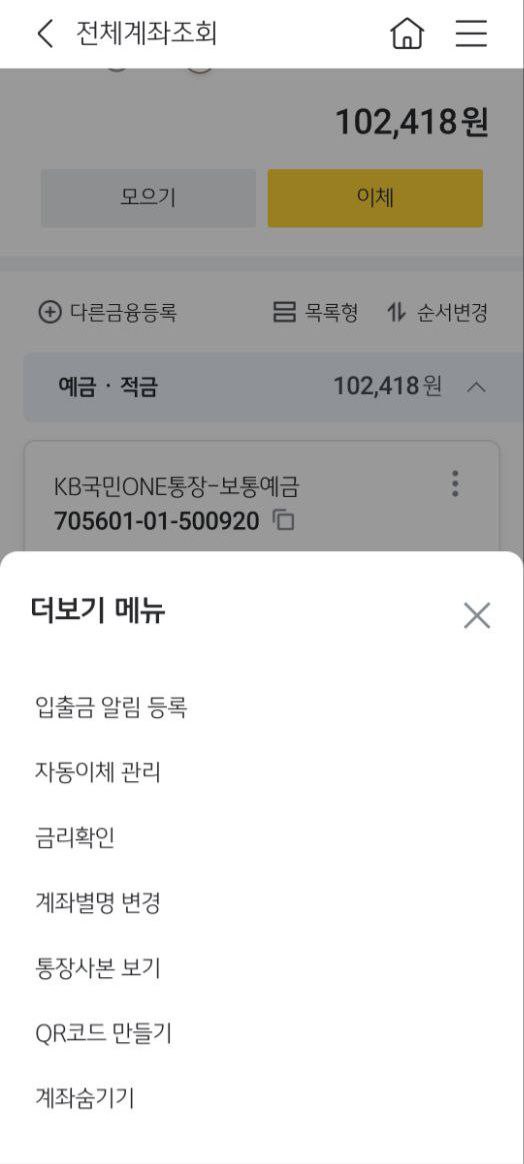 전체계좌조회
102,418원
모으기
이체
다른금융등록
목록형
순서변경
예금 · 적금
102,418원
KB국민ONE통장-보통예금
705601-01-500920
더보기 메뉴
입출금 알림 등록
자동이체 관리
금리확인
계좌별명 변경
통장사본 보기
QR코드 만들기
계좌숨기기